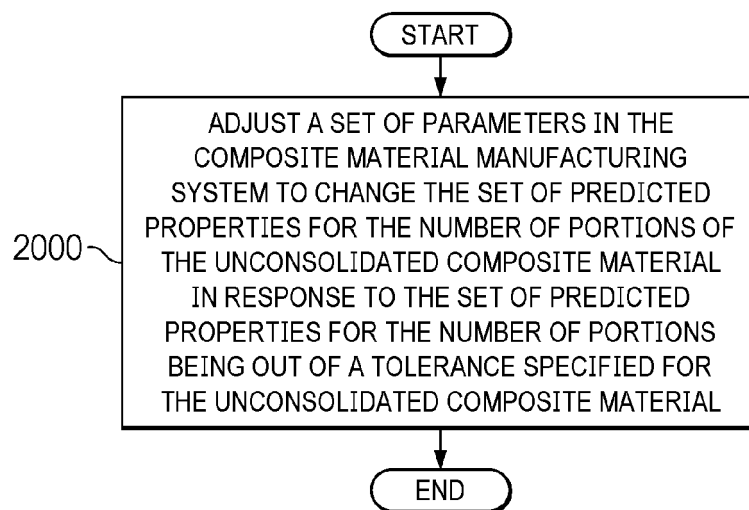 START
ADJUST A SET OF PARAMETERS IN THE
COMPOSITE MATERIAL MANUFACTURING
SYSTEM TO CHANGE THE SET OF PREDICTED
PROPERTIES FOR THE NUMBER OF PORTIONS OF
THE UNCONSOLIDATED COMPOSITE MATERIAL
IN RESPONSE TO THE SET OF PREDICTED
PROPERTIES FOR THE NUMBER OF PORTIONS
BEING OUT OF A TOLERANCE SPECIFIED FOR
THE UNCONSOLIDATED COMPOSITE MATERIAL
2000
END